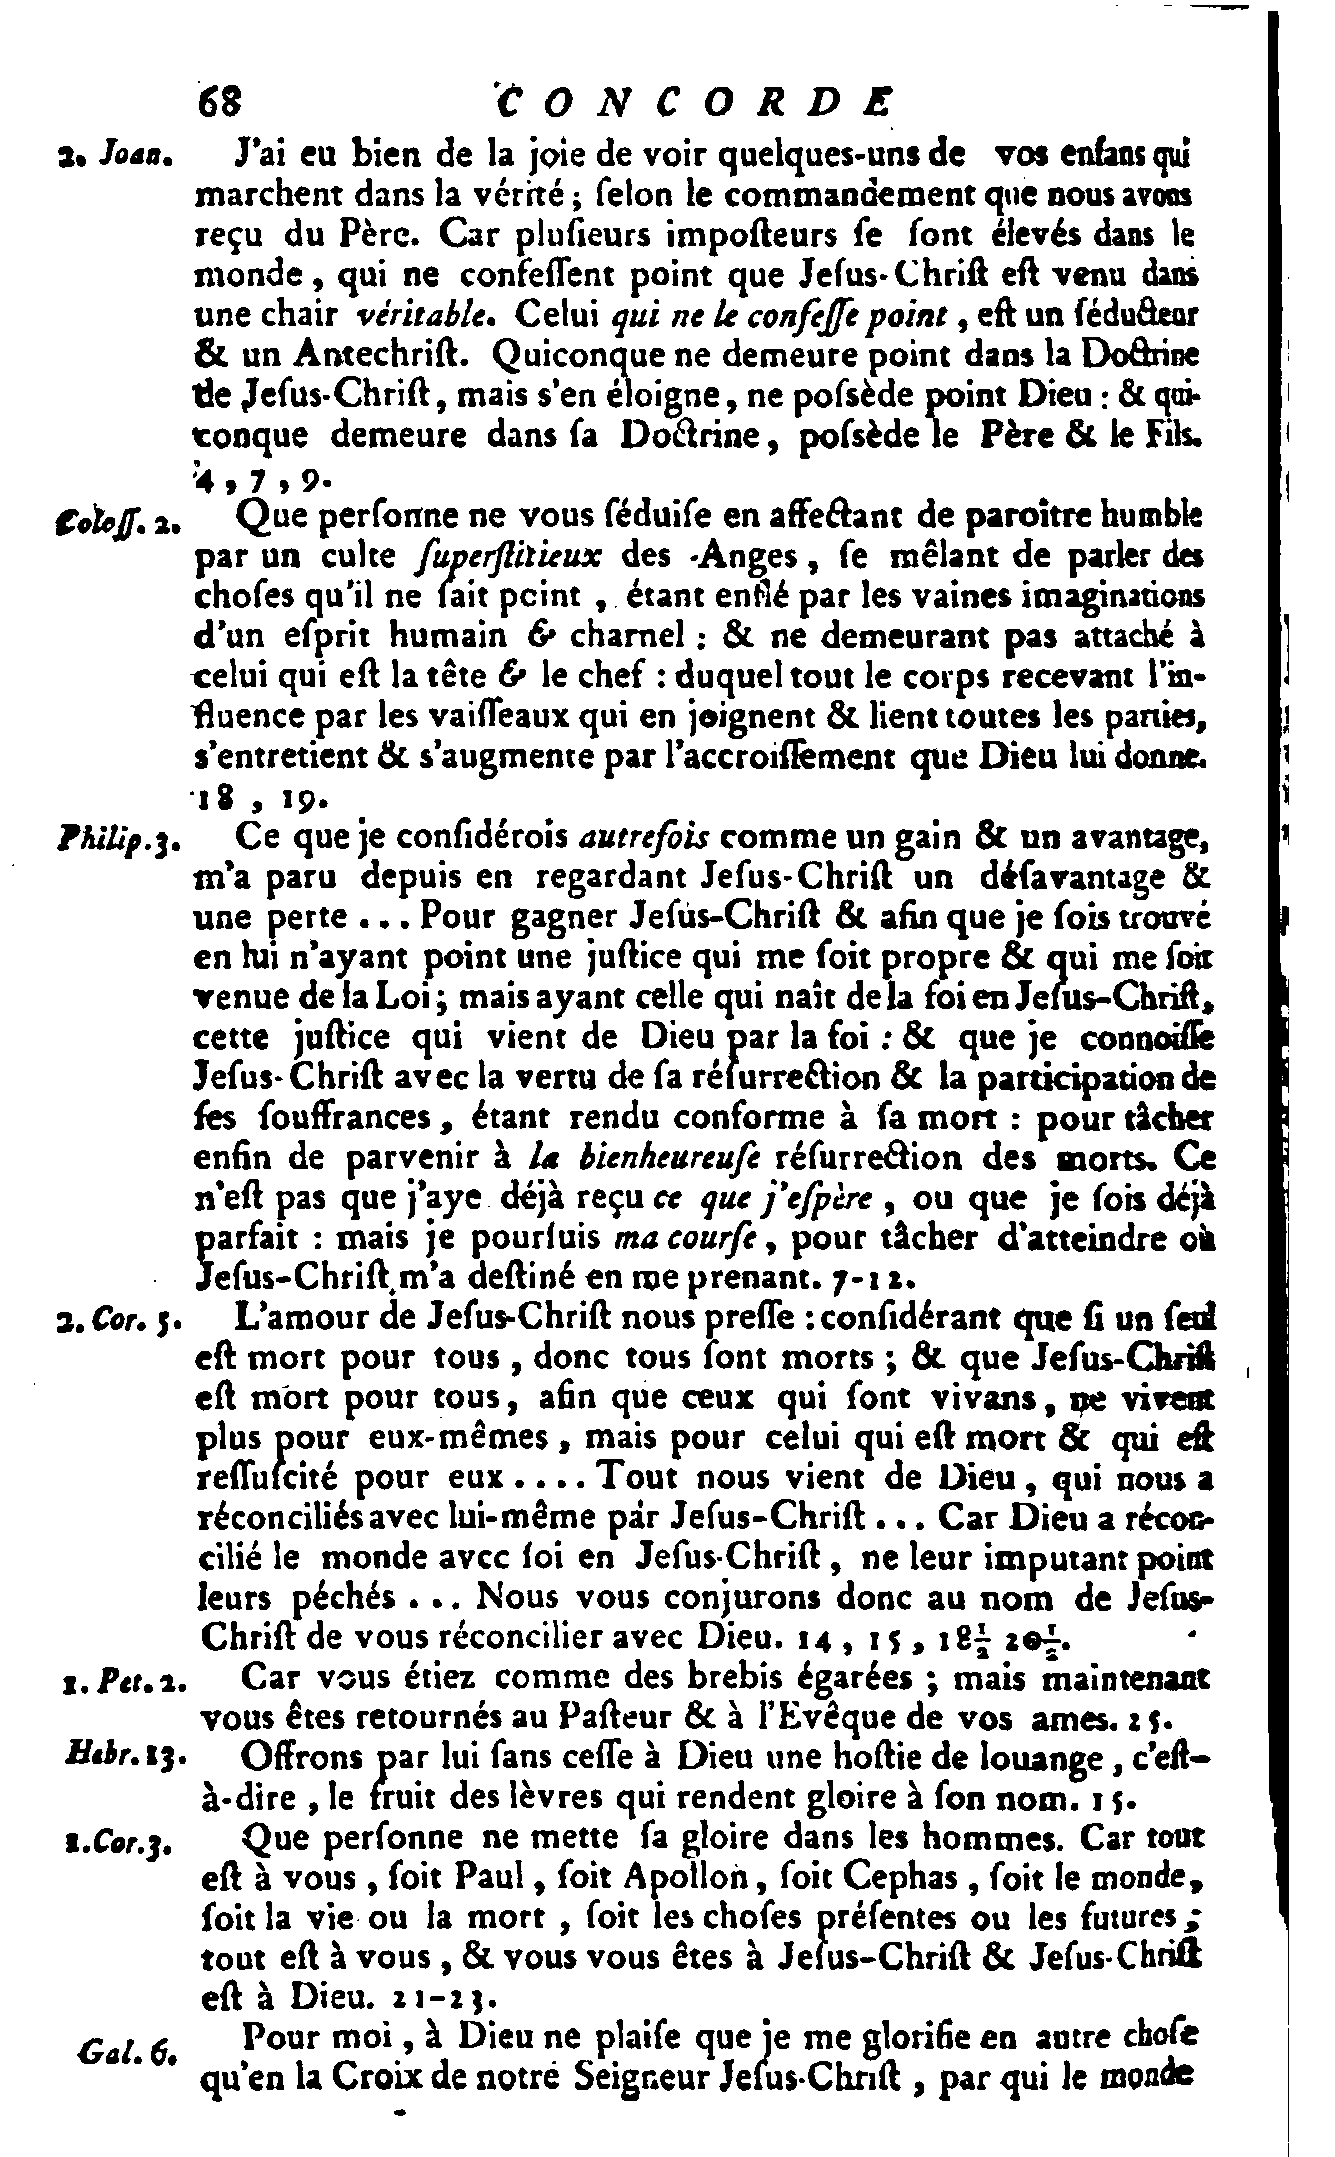 68 CONCORDE
2. Joan. J'ai eu bien de la joie de voir quelques-uns de vos enfans qui
marchent dans la vérité ; ſelon le commandement que nous avons
reçu du Père. Car pluſieurs impoſteurs ſe ſont élevés dans le
monde, qui ne confeſſent point que Jeſus-Chriſt eſt venu dans
une chair véritable. Celui qui ne le confeſſe point, eſt un ſéducteur
& un Antechriſt. Quiconque ne demeure point dans la Doctrine
de Jeſus-Chriſt, mais s'en éloigne, ne poſsède point Dieu : & qui-
conque demeure dans ſa Doctrine, poſsède le Père & le Fils.
4, 7, 9.
Coloſſ. 2. Que perſonne ne vous ſéduiſe en affectant de paroître humble
par un culte ſuperſtitieux des Anges, ſe mêlant de parler des
choſes qu'il ne ſait point, étant enflé par les vaines imaginations
d'un eſprit humain & charnel : & ne demeurant pas attaché à
celui qui eſt la tête & le chef : duquel tout le corps recevant l'in-
fluence par les vaiſſeaux qui en joignent & lient toutes les parties,
s'entretient & s'augmente par l'accroiſſement que Dieu lui donne.
18, 19.
Philip. 3. Ce que je conſidérois autrefois comme un gain & un avantage,
m'a paru depuis en regardant Jeſus-Chriſt un déſavantage &
une perte ... Pour gagner Jeſus-Chriſt & afin que je ſois trouvé
en lui n'ayant point une juſtice qui me ſoit propre & qui me ſoit
venue de la Loi ; mais ayant celle qui naît de la foi en Jeſus-Chriſt,
cette juſtice qui vient de Dieu par la foi : & que je connoiſſe
Jeſus-Chriſt avec la vertu de ſa réſurrection & la participation de
ſes ſouffrances, étant rendu conforme à ſa mort : pour tâcher
enfin de parvenir à la bienheureuſe réſurrection des morts. Ce
n'eſt pas que j'aye déjà reçu ce que j'eſpère, ou que je ſois déjà
parfait : mais je pourſuis ma courſe, pour tâcher d'atteindre où
Jeſus-Chriſt m'a deſtiné en me prenant. 7-12.
2. Cor. 5. L'amour de Jeſus-Chriſt nous preſſe : conſidérant que ſi un ſeul
eſt mort pour tous, donc tous ſont morts ; & que Jeſus-Chriſt
eſt mort pour tous, afin que ceux qui ſont vivans, ne vivent
plus pour eux-mêmes, mais pour celui qui eſt mort & qui eſt
reſſuſcité pour eux .... Tout nous vient de Dieu, qui nous a
réconciliés avec lui-même par Jeſus-Chriſt ... Car Dieu a récon-
cilié le monde avec ſoi en Jeſus-Chriſt, ne leur imputant point
leurs péchés ... Nous vous conjurons donc au nom de Jeſus-
Chriſt de vous réconcilier avec Dieu. 14, 15, 18½ 20½.
1. Pet. 2. Car vous étiez comme des brebis égarées ; mais maintenant
vous êtes retournés au Paſteur & à l'Evêque de vos ames. 25.
Hebr. 13. Offrons par lui ſans ceſſe à Dieu une hoſtie de louange, c'eſt-
à-dire, le fruit des lèvres qui rendent gloire à ſon nom. 15.
1. Cor. 3. Que perſonne ne mette ſa gloire dans les hommes. Car tout
eſt à vous, ſoit Paul, ſoit Apollon, ſoit Cephas, ſoit le monde,
ſoit la vie ou la mort, ſoit les choſes préſentes ou les futures ;
tout eſt à vous, & vous vous êtes à Jeſus-Chriſt & Jeſus-Chriſt
eſt à Dieu. 21-23.
Gal. 6. Pour moi, à Dieu ne plaiſe que je me glorifie en autre choſe
qu'en la Croix de notre Seigneur Jeſus-Chriſt, par qui le monde